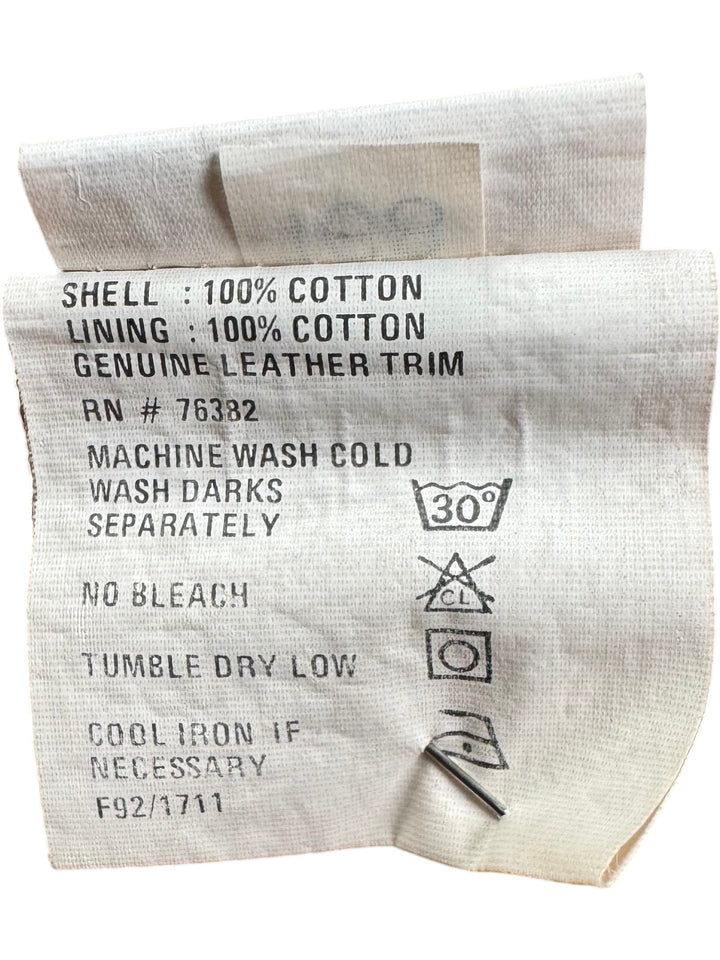 SHELL : 100% COTTON
LINING : 100% COTTON
GENUINE LEATHER TRIM
RN # 76382
MACHINE WASH COLD
WASH DARKS
SEPARATELY
30°
NO BLEACH
CL
TUMBLE DRY LOW
COOL IRON IF
NECESSARY
F92/1711